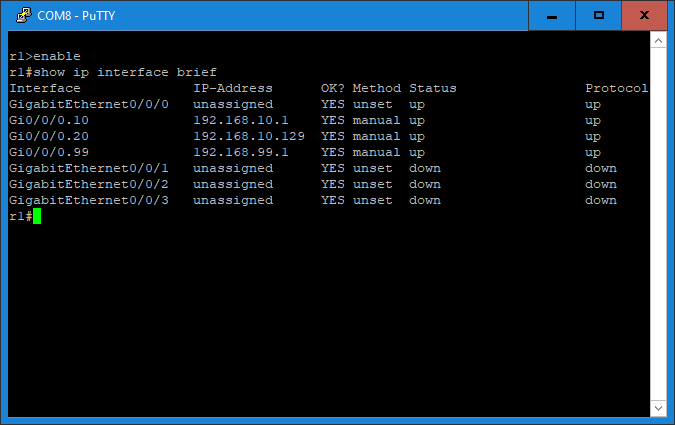 COM8 - PuTTY
r1>enable
r1#show ip interface brief
Interface              IP-Address      OK? Method Status                Protocol
GigabitEthernet0/0/0   unassigned      YES unset  up                    up
Gi0/0/0.10             192.168.10.1    YES manual up                    up
Gi0/0/0.20             192.168.10.129  YES manual up                    up
Gi0/0/0.99             192.168.99.1    YES manual up                    up
GigabitEthernet0/0/1   unassigned      YES unset  down                  down
GigabitEthernet0/0/2   unassigned      YES unset  down                  down
GigabitEthernet0/0/3   unassigned      YES unset  down                  down
r1#